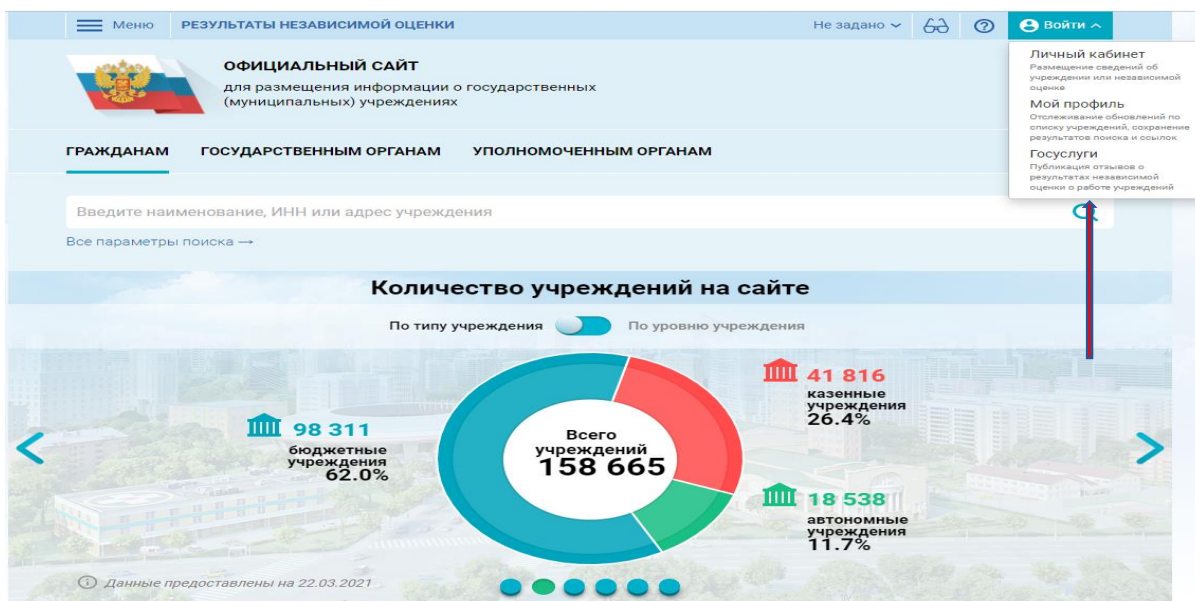 Меню
РЕЗУЛЬТАТЫ НЕЗАВИСИМОЙ ОЦЕНКИ
Не задано
Войти
Личный кабинет
Размещение сведений об
учреждении или независимой
оценке
Мой профиль
Отслеживание обновлений по
списку учреждений, сохранение
результатов поиска и ссылок
Госуслуги
Публикация отзывов о
результатах независимой
оценки о работе учреждений
ОФИЦИАЛЬНЫЙ САЙТ
для размещения информации о государственных
(муниципальных) учреждениях
ГРАЖДАНАМ
ГОСУДАРСТВЕННЫМ ОРГАНАМ
УПОЛНОМОЧЕННЫМ ОРГАНАМ
Введите наименование, ИНН или адрес учреждения
Все параметры поиска →
Количество учреждений на сайте
По типу учреждения
По уровню учреждения
98 311
бюджетные
учреждения
62.0%
Всего
учреждений
158 665
41 816
казенные
учреждения
26.4%
18 538
автономные
учреждения
11.7%
Данные предоставлены на 22.03.2021